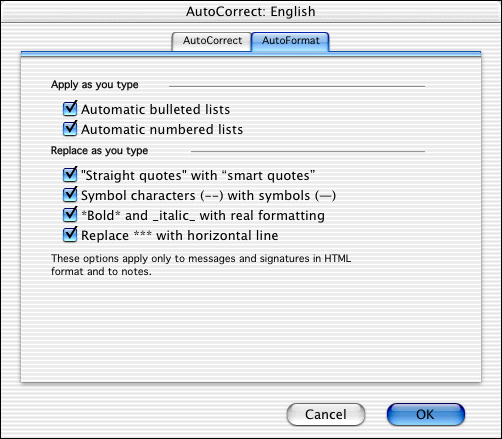 AutoCorrect: English
AutoCorrect AutoFormat
Apply as you type
Automatic bulleted lists
Automatic numbered lists
Replace as you type
"Straight quotes" with “smart quotes”
Symbol characters (--) with symbols (—)
*Bold* and _italic_ with real formatting
Replace *** with horizontal line
These options apply only to messages and signatures in HTML
format and to notes.
Cancel OK